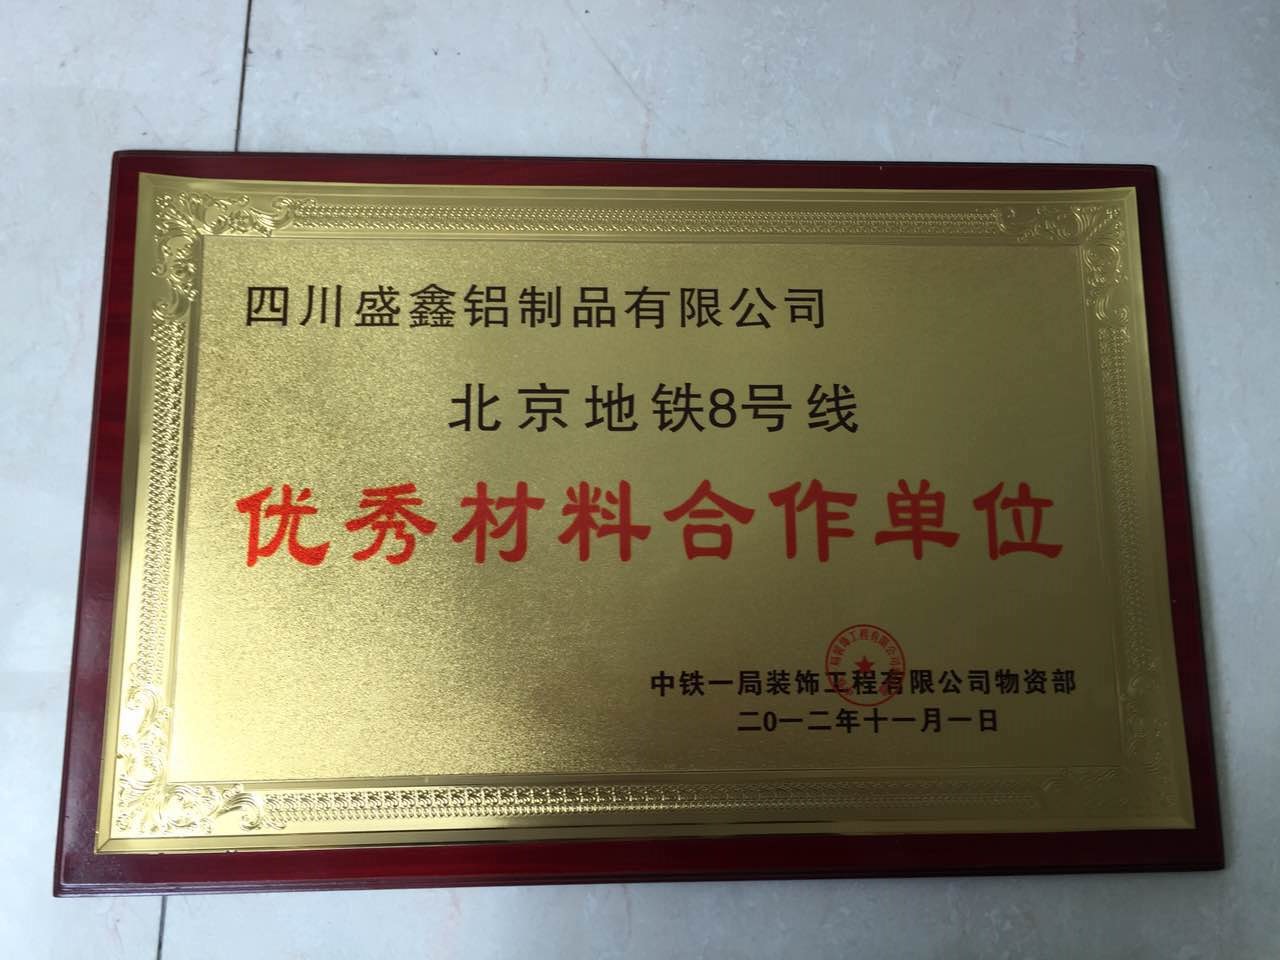 四川盛鑫铝制品有限公司
北京地铁8号线
优秀材料合作单位
中铁一局装饰工程有限公司物资部
二0一二年十一月一日